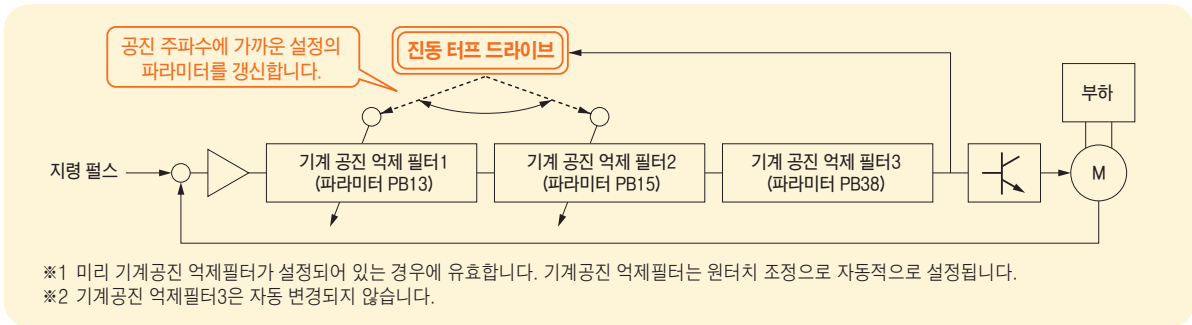 공진 주파수에 가까운 설정의
파라미터를 갱신합니다.
진동 터프 드라이브
부하
지령 펄스
기계 공진 억제 필터1
(파라미터 PB13)
기계 공진 억제 필터2
(파라미터 PB15)
기계 공진 억제 필터3
(파라미터 PB38)
M
※1 미리 기계공진 억제필터가 설정되어 있는 경우에 유효합니다. 기계공진 억제필터는 원터치 조정으로 자동적으로 설정됩니다.
※2 기계공진 억제필터3은 자동 변경되지 않습니다.